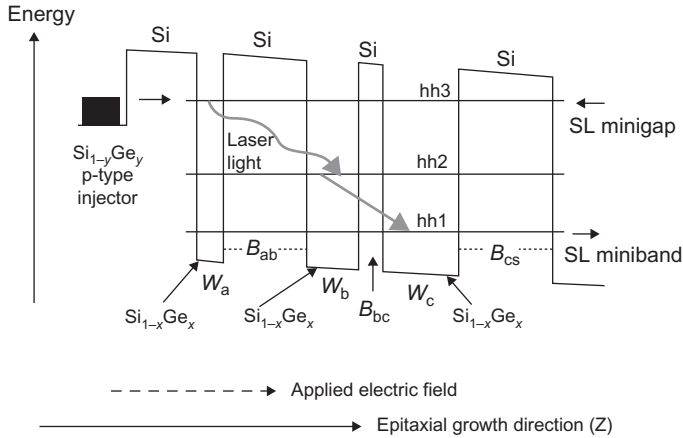 Energy
Si
Si
Si
Si
hh3
SL minigap
Laser
light
Si1–yGey
p-type
injector
hh2
hh1
Bab
Bcs
SL miniband
Wa
Wb
Wc
Bbc
Si1–xGex
Si1–xGex
Si1–xGex
Applied electric field
Epitaxial growth direction (Z)